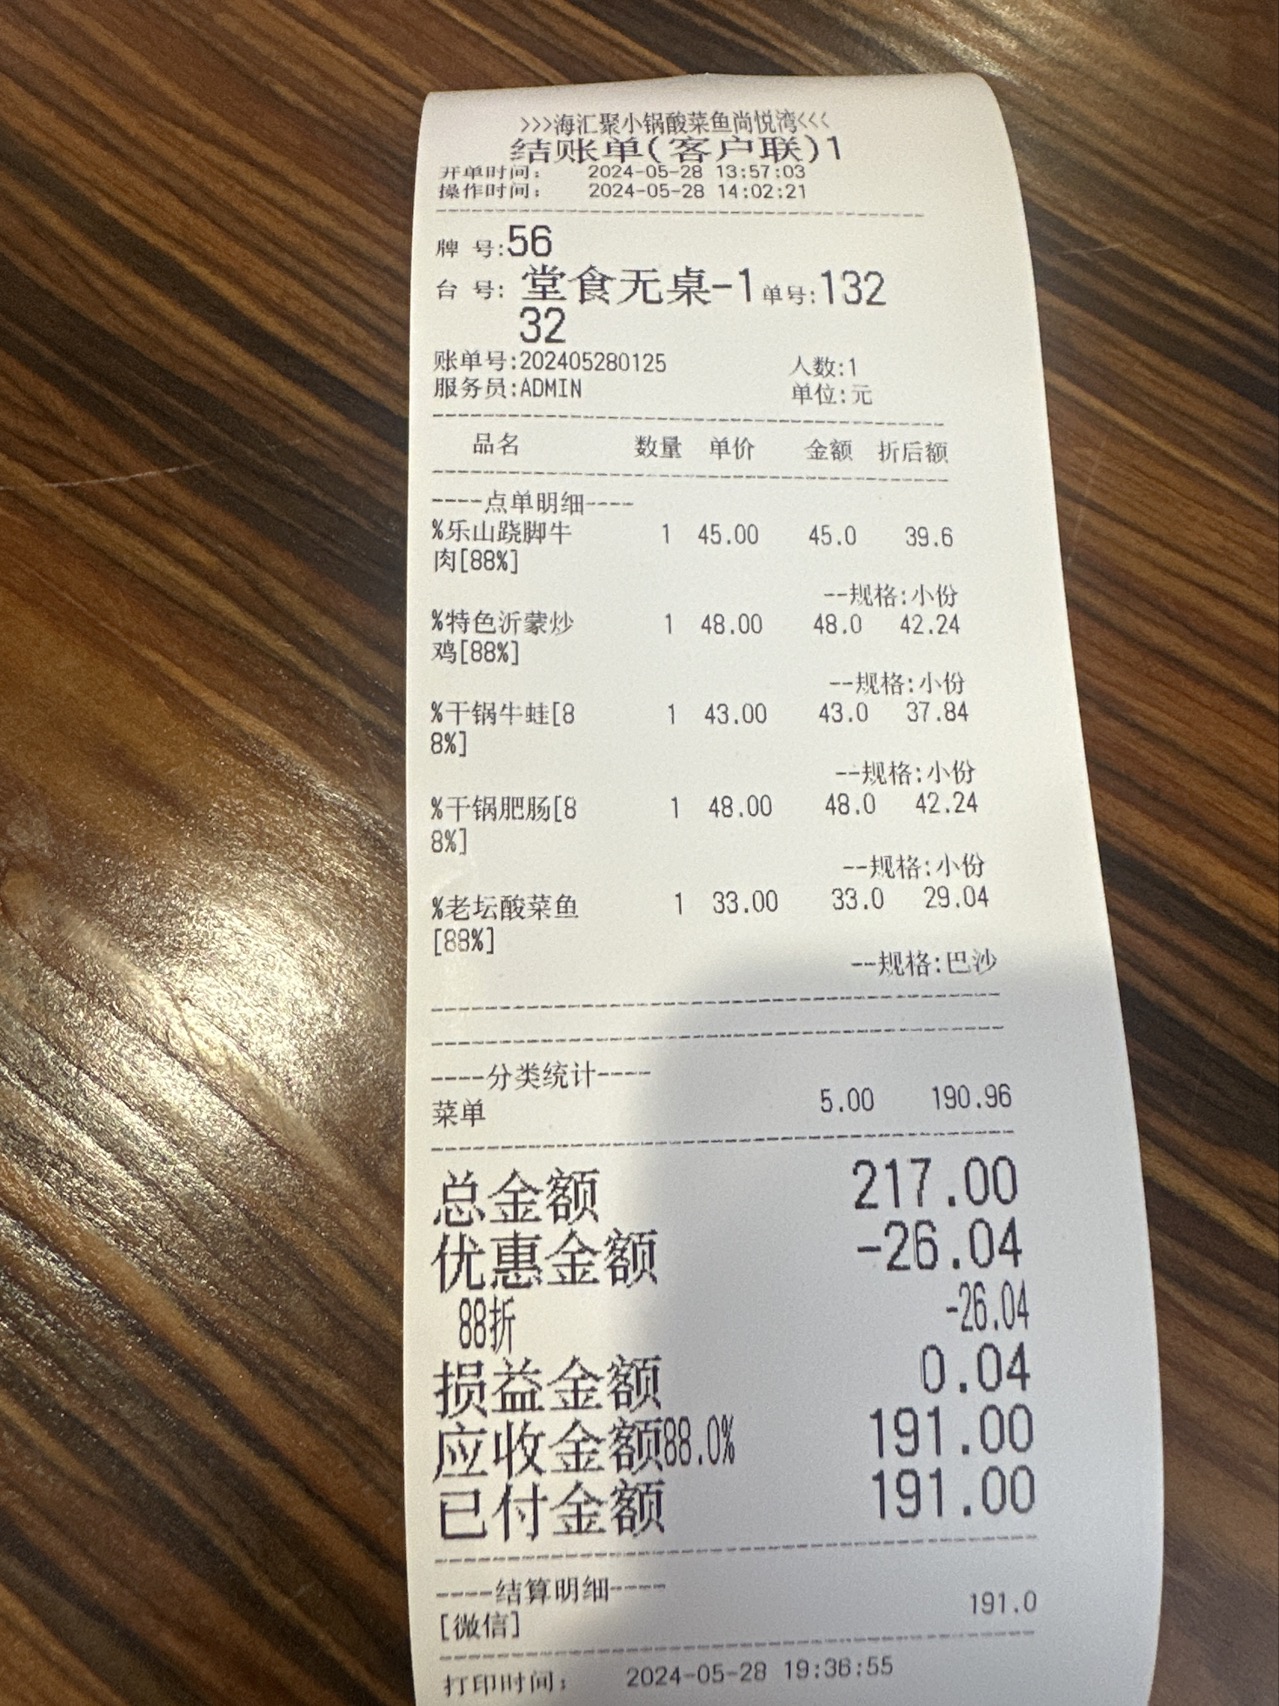 >>>海汇聚小锅酸菜鱼尚悦湾<<<
结账单(客户联)1
开单时间: 2024-05-28 13:57:03
操作时间: 2024-05-28 14:02:21
牌 号:56
台 号: 堂食无桌-1 单号:132
32
账单号:202405280125 人数:1
服务员:ADMIN 单位:元
品名 数量 单价 金额 折后额
----点单明细----
%乐山跷脚牛 1 45.00 45.0 39.6
肉[88%]
--规格:小份
%特色沂蒙炒 1 48.00 48.0 42.24
鸡[88%]
--规格:小份
%干锅牛蛙[8 1 43.00 43.0 37.84
8%]
--规格:小份
%干锅肥肠[8 1 48.00 48.0 42.24
8%]
--规格:小份
%老坛酸菜鱼 1 33.00 33.0 29.04
[88%]
--规格:巴沙
----分类统计----
菜单 5.00 190.96
总金额 217.00
优惠金额 -26.04
88折 -26.04
损益金额 0.04
应收金额88.0% 191.00
已付金额 191.00
----结算明细----
[微信] 191.0
打印时间: 2024-05-28 19:36:55